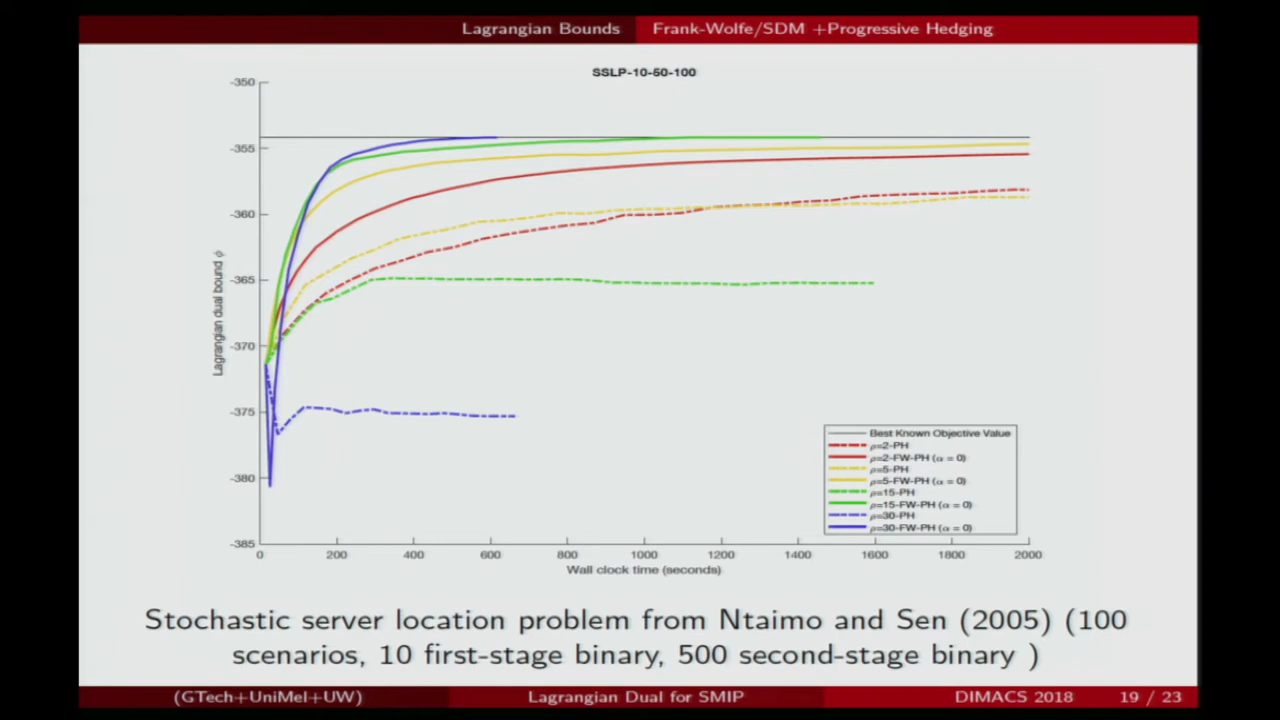 Lagrangian Bounds Frank-Wolfe/SDM +Progressive Hedging
SSLP-10-50-100
-350
-355
-360
-365
-370
-375
-380
-385
Lagrangian dual bound ϕ
0 200 400 600 800 1000 1200 1400 1600 1800 2000
Wall clock time (seconds)
Best Known Objective Value
ρ=2-PH
ρ=2-FW-PH (α = 0)
ρ=5-PH
ρ=5-FW-PH (α = 0)
ρ=15-PH
ρ=15-FW-PH (α = 0)
ρ=30-PH
ρ=30-FW-PH (α = 0)
Stochastic server location problem from Ntaimo and Sen (2005) (100
scenarios, 10 first-stage binary, 500 second-stage binary )
(GTech+UniMel+UW) Lagrangian Dual for SMIP DIMACS 2018 19 / 23